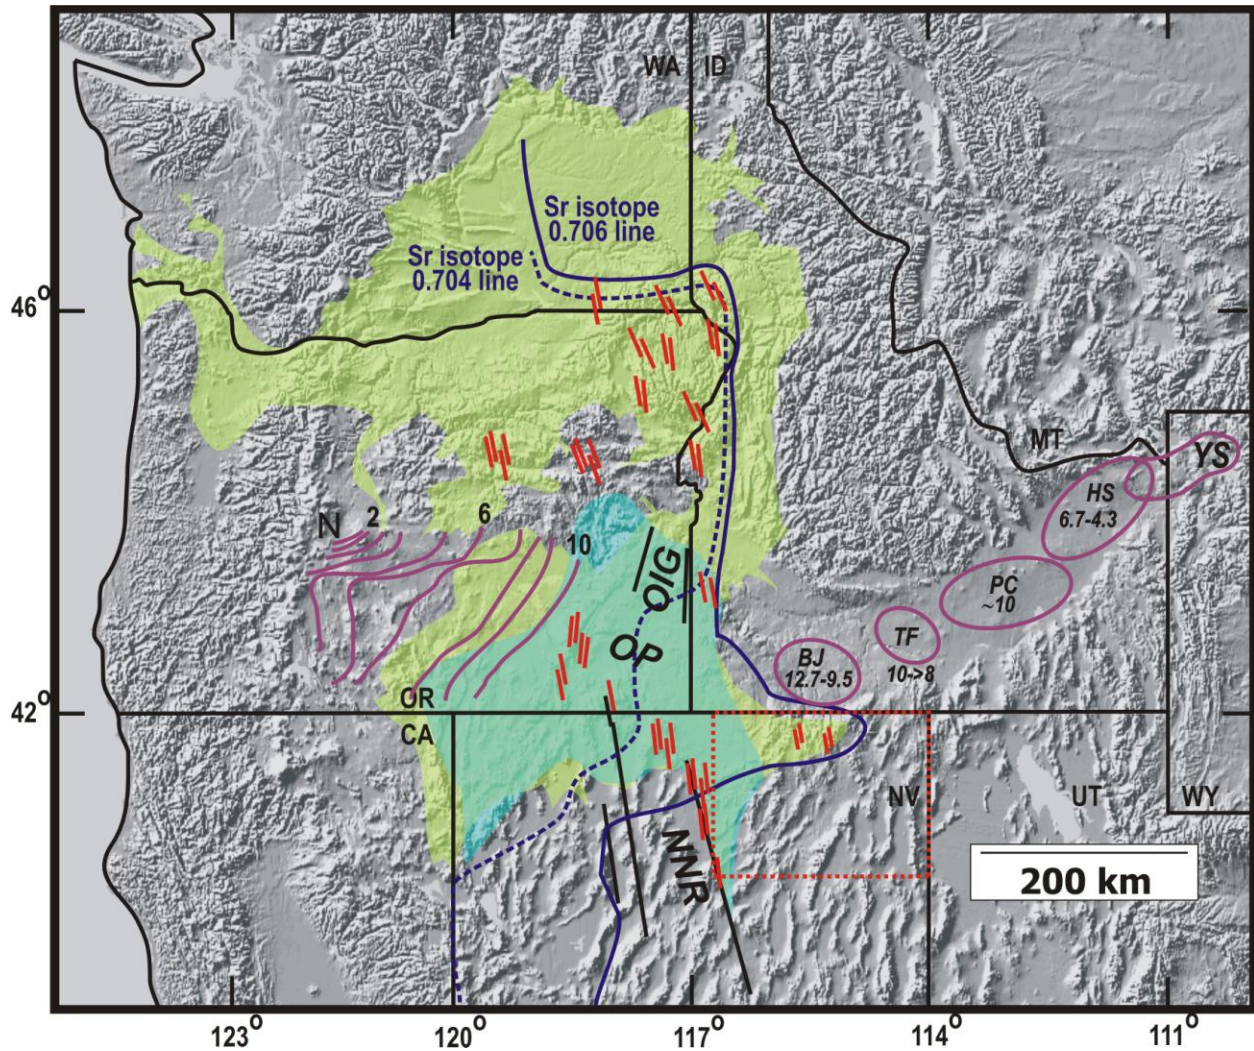 WA ID
Sr isotope
0.706 line
Sr isotope
0.704 line
46°
MT
YS
HS
6.7-4.3
N 2 6 10
OIG
PC
~10
TF
10->8
OP
BJ
12.7-9.5
42°
OR
CA
NV
UT
WY
NNR
200 km
123° 120° 117° 114° 111°